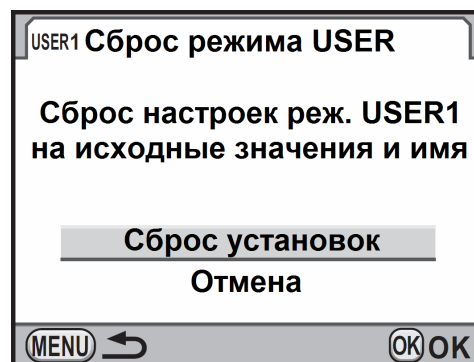 USER1 Сброс режима USER
Сброс настроек реж. USER1
на исходные значения и имя
Сброс установок
Отмена
MENU OK OK